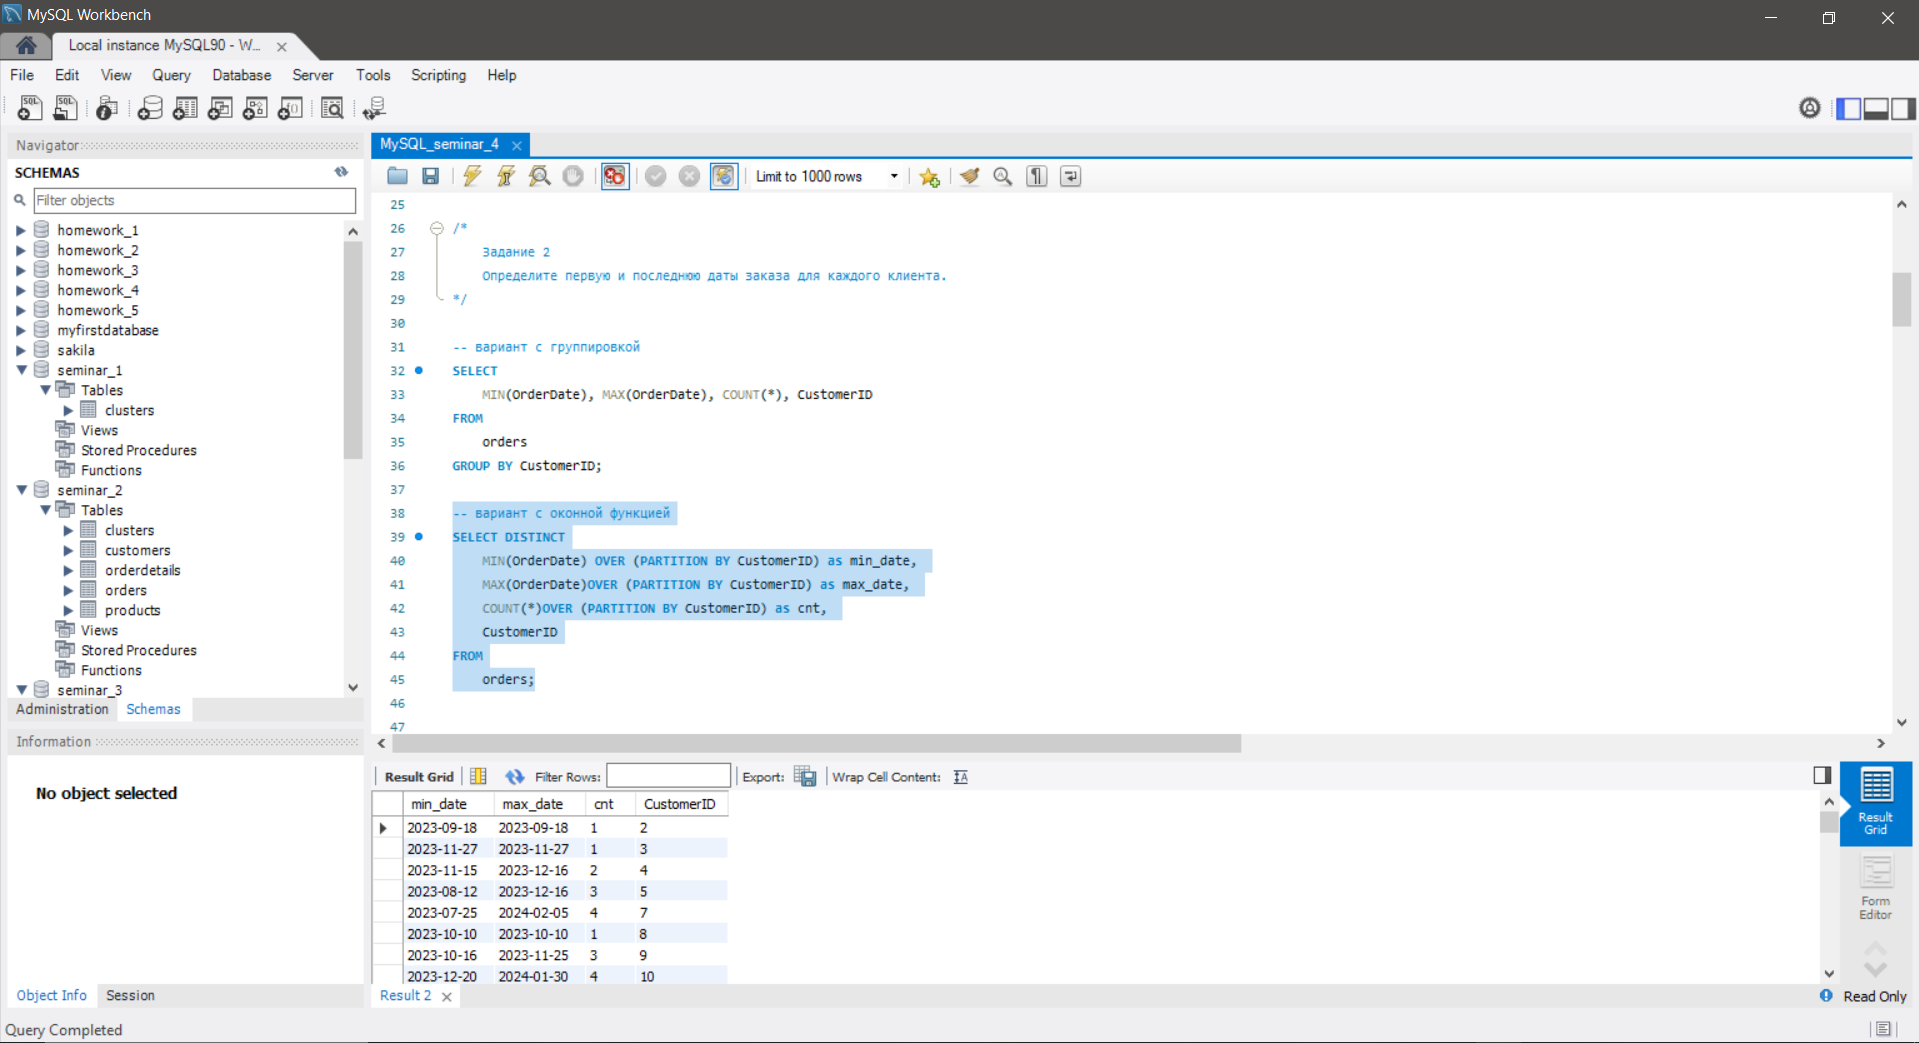 MySQL Workbench
Local instance MySQL90 - W...
File Edit View Query Database Server Tools Scripting Help
Navigator
SCHEMAS
Filter objects
homework_1
homework_2
homework_3
homework_4
homework_5
myfirstdatabase
sakila
seminar_1
Tables
clusters
Views
Stored Procedures
Functions
seminar_2
Tables
clusters
customers
orderdetails
orders
products
Views
Stored Procedures
Functions
seminar_3
Administration Schemas
Information
No object selected
Object Info Session
Query Completed
MySQL_seminar_4
Limit to 1000 rows
25
26 /*
27 Задание 2
28 Определите первую и последнюю даты заказа для каждого клиента.
29 */
30
31 -- вариант с группировкой
32 SELECT
33 MIN(OrderDate), MAX(OrderDate), COUNT(*), CustomerID
34 FROM
35 orders
36 GROUP BY CustomerID;
37
38 -- вариант с оконной функцией
39 SELECT DISTINCT
40 MIN(OrderDate) OVER (PARTITION BY CustomerID) as min_date,
41 MAX(OrderDate)OVER (PARTITION BY CustomerID) as max_date,
42 COUNT(*)OVER (PARTITION BY CustomerID) as cnt,
43 CustomerID
44 FROM
45 orders;
46
47
Result Grid Filter Rows: Export: Wrap Cell Content:
min_date max_date cnt CustomerID
2023-09-18 2023-09-18 1 2
2023-11-27 2023-11-27 1 3
2023-11-15 2023-12-16 2 4
2023-08-12 2023-12-16 3 5
2023-07-25 2024-02-05 4 7
2023-10-10 2023-10-10 1 8
2023-10-16 2023-11-25 3 9
2023-12-20 2024-01-30 4 10
Result
Grid
Form
Editor
Result 2
Read Only